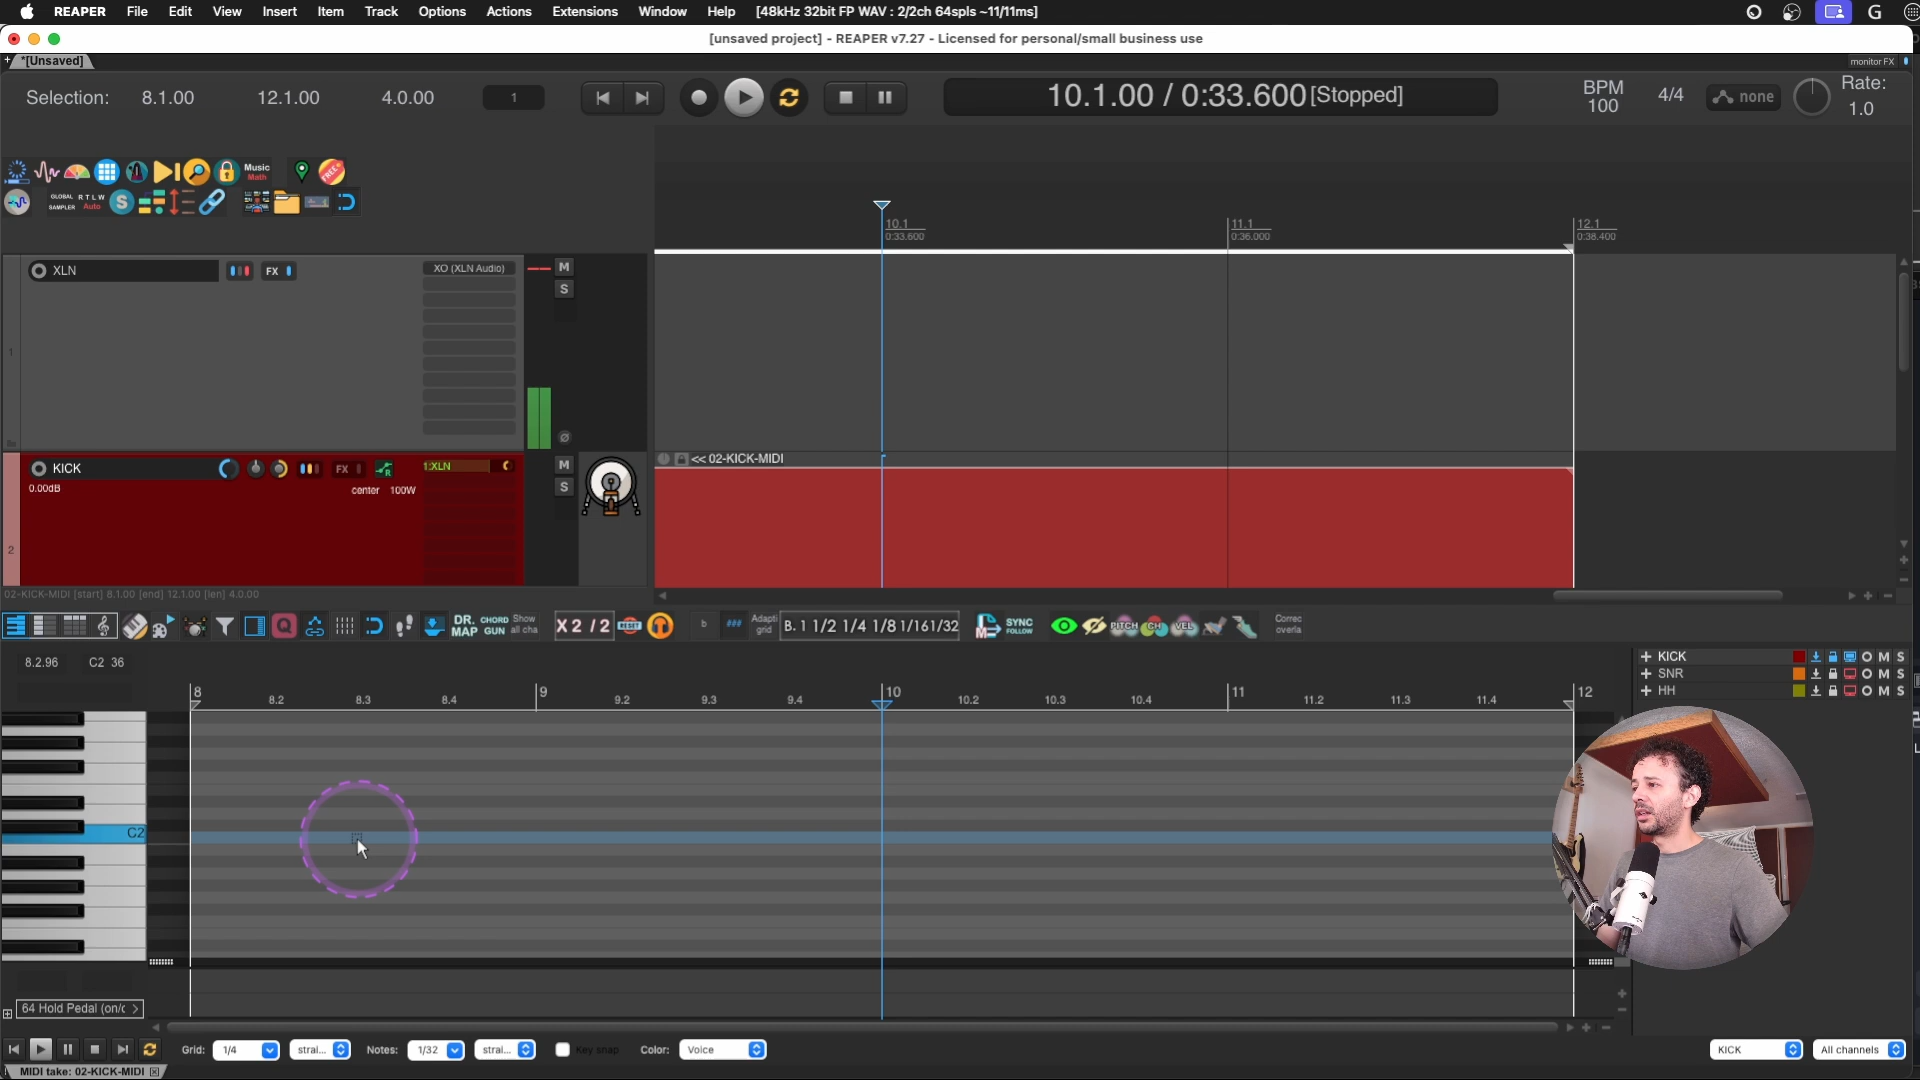 REAPER File Edit View Insert Item Track Options Actions Extensions Window Help [48kHz 32bit FP WAV : 2/2ch 64spls ~11/11ms]
[unsaved project] - REAPER v7.27 - Licensed for personal/small business use
+ *[Unsaved] monitor FX
Selection: 8.1.00 12.1.00 4.0.00 1 10.1.00 / 0:33.600 [Stopped] BPM 100 4/4 none Rate: 1.0
Music Math FREE
GLOBAL SAMPLER R T L W Auto S
10.1 11.1 12.1
0:33.600 0:36.000 0:38.400
XLN FX XO (XLN Audio) M
S
1
<< 02-KICK-MIDI
KICK FX 1:XLN M
0.00dB center 100W S
2
02-KICK-MIDI [start] 8.1.00 [end] 12.1.00 [len] 4.0.00
Q DR. MAP CHORD GUN Show all cha X 2 / 2 RESET b ### Adapti grid B. 1 1/2 1/4 1/8 1/16 1/32 SYNC FOLLOW PITCH CH VEL Correc overla
8.2.96 C2 36
+ KICK O M S
+ SNR O M S
+ HH O M S
8 8.2 8.3 8.4 9 9.2 9.3 9.4 10 10.2 10.3 10.4 11 11.2 11.3 11.4 12
C2
64 Hold Pedal (on/c >
Grid: 1/4 strai... Notes: 1/32 strai... Key snap Color: Voice KICK All channels
MIDI take: 02-KICK-MIDI